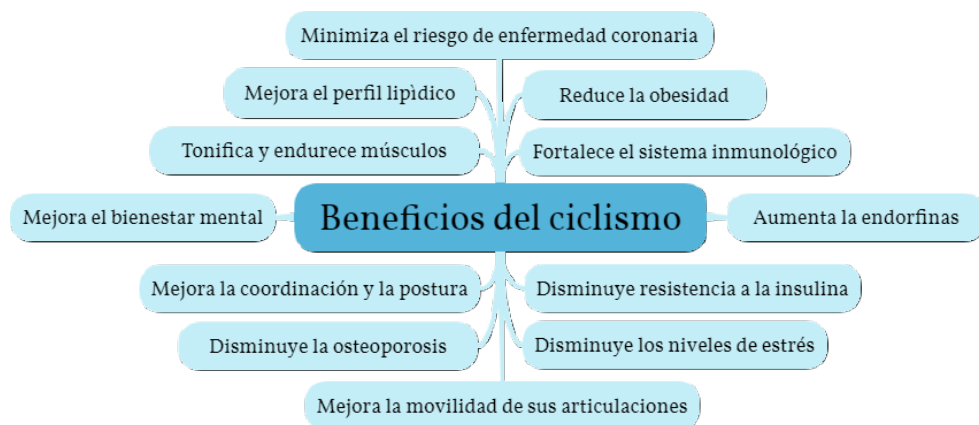 Minimiza el riesgo de enfermedad coronaria
Mejora el perfil lipìdico
Reduce la obesidad
Tonifica y endurece músculos
Fortalece el sistema inmunológico
Mejora el bienestar mental
Beneficios del ciclismo
Aumenta la endorfinas
Mejora la coordinación y la postura
Disminuye resistencia a la insulina
Disminuye la osteoporosis
Disminuye los niveles de estrés
Mejora la movilidad de sus articulaciones